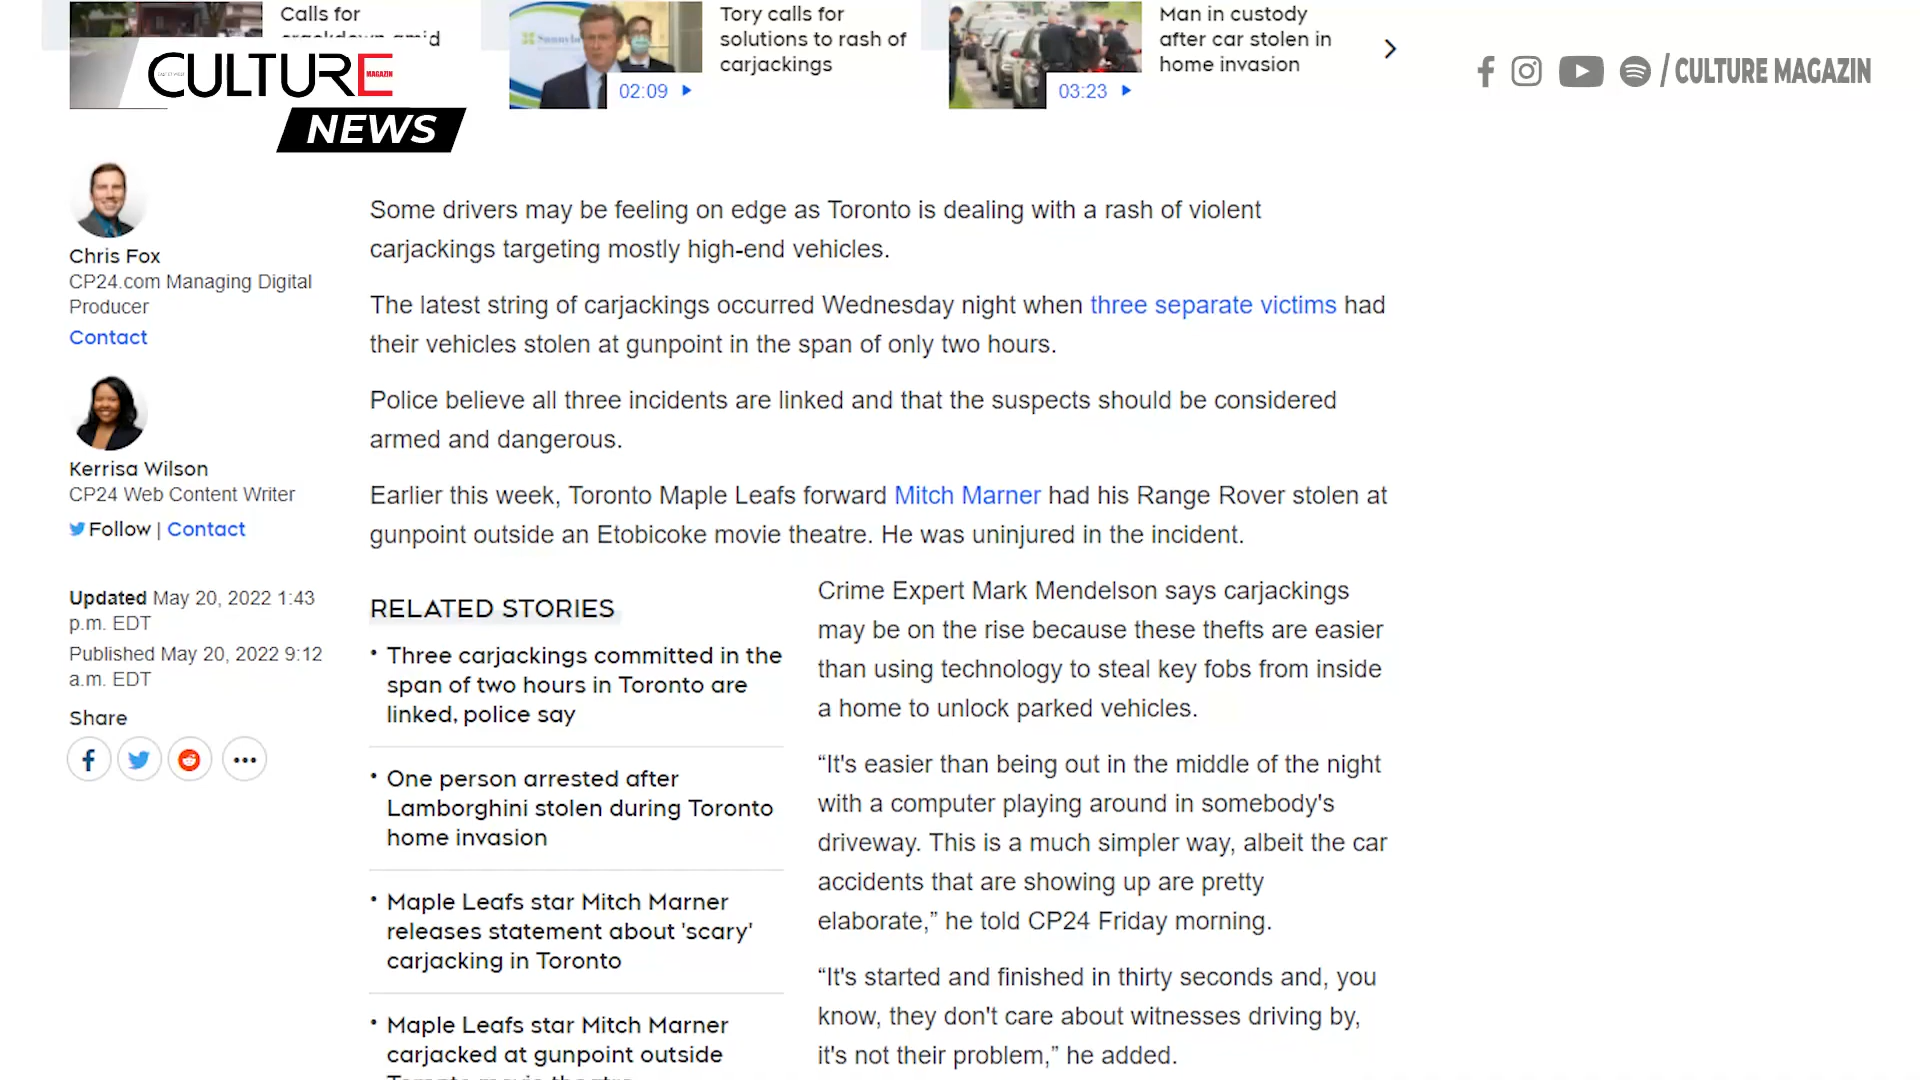 Calls for
Tory calls for
solutions to rash of
carjackings
02:09
Man in custody
after car stolen in
home invasion
03:23
CULTURE
MAGAZIN
NEWS
/ CULTURE MAGAZIN
Chris Fox
CP24.com Managing Digital
Producer
Contact
Kerrisa Wilson
CP24 Web Content Writer
Follow | Contact
Updated May 20, 2022 1:43
p.m. EDT
Published May 20, 2022 9:12
a.m. EDT
Share
Some drivers may be feeling on edge as Toronto is dealing with a rash of violent
carjackings targeting mostly high-end vehicles.
The latest string of carjackings occurred Wednesday night when three separate victims had
their vehicles stolen at gunpoint in the span of only two hours.
Police believe all three incidents are linked and that the suspects should be considered
armed and dangerous.
Earlier this week, Toronto Maple Leafs forward Mitch Marner had his Range Rover stolen at
gunpoint outside an Etobicoke movie theatre. He was uninjured in the incident.
RELATED STORIES
• Three carjackings committed in the
span of two hours in Toronto are
linked, police say
• One person arrested after
Lamborghini stolen during Toronto
home invasion
• Maple Leafs star Mitch Marner
releases statement about 'scary'
carjacking in Toronto
• Maple Leafs star Mitch Marner
carjacked at gunpoint outside
Crime Expert Mark Mendelson says carjackings
may be on the rise because these thefts are easier
than using technology to steal key fobs from inside
a home to unlock parked vehicles.
“It's easier than being out in the middle of the night
with a computer playing around in somebody's
driveway. This is a much simpler way, albeit the car
accidents that are showing up are pretty
elaborate,” he told CP24 Friday morning.
“It's started and finished in thirty seconds and, you
know, they don't care about witnesses driving by,
it's not their problem,” he added.